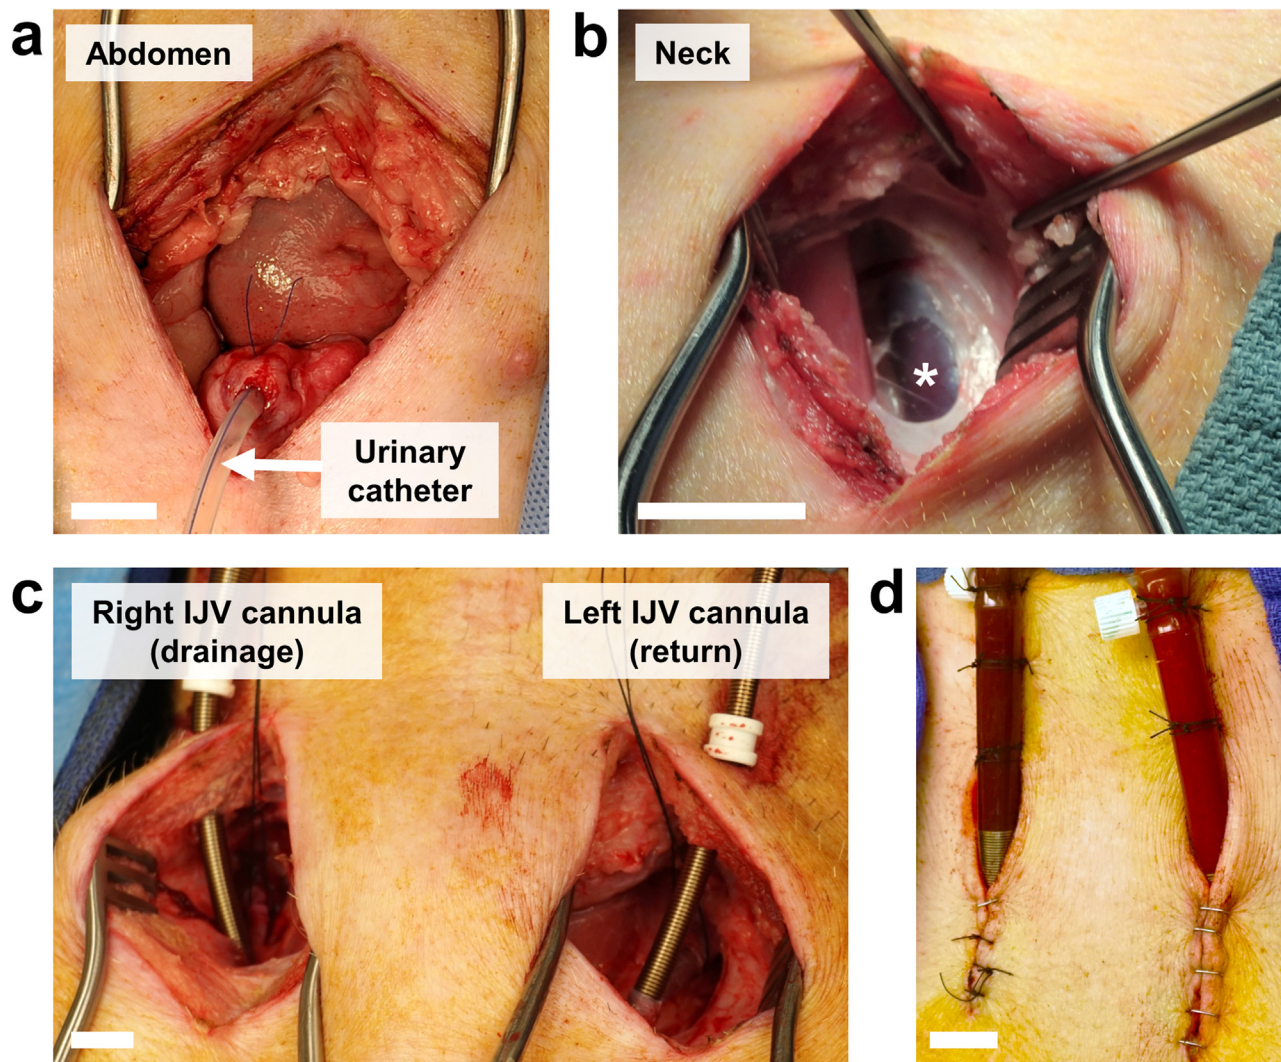 a
Abdomen
Urinary
catheter
b
Neck
*
c
Right IJV cannula
(drainage)
Left IJV cannula
(return)
d